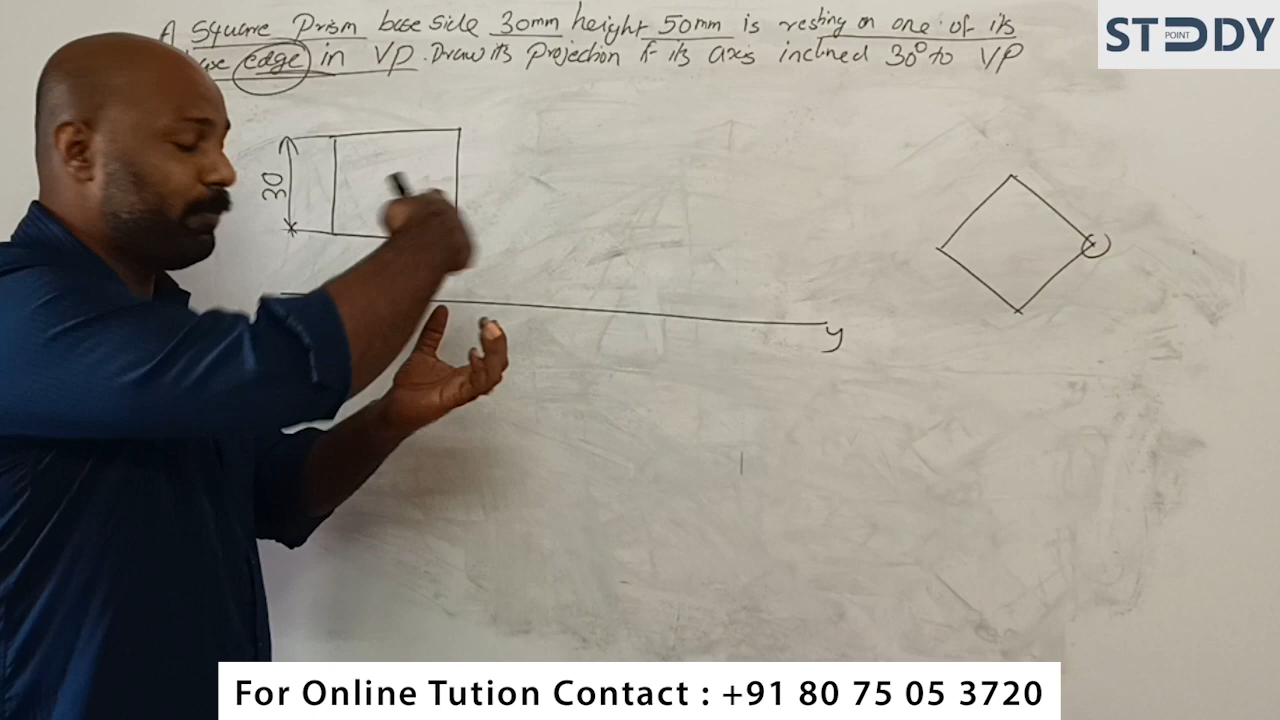 A Square Prism base side 30mm height 50mm is resting on one of its
edge in VP. Draw its Projection if its axis inclined 30° to VP
STUDY
POINT
30
y
For Online Tution Contact : +91 80 75 05 3720